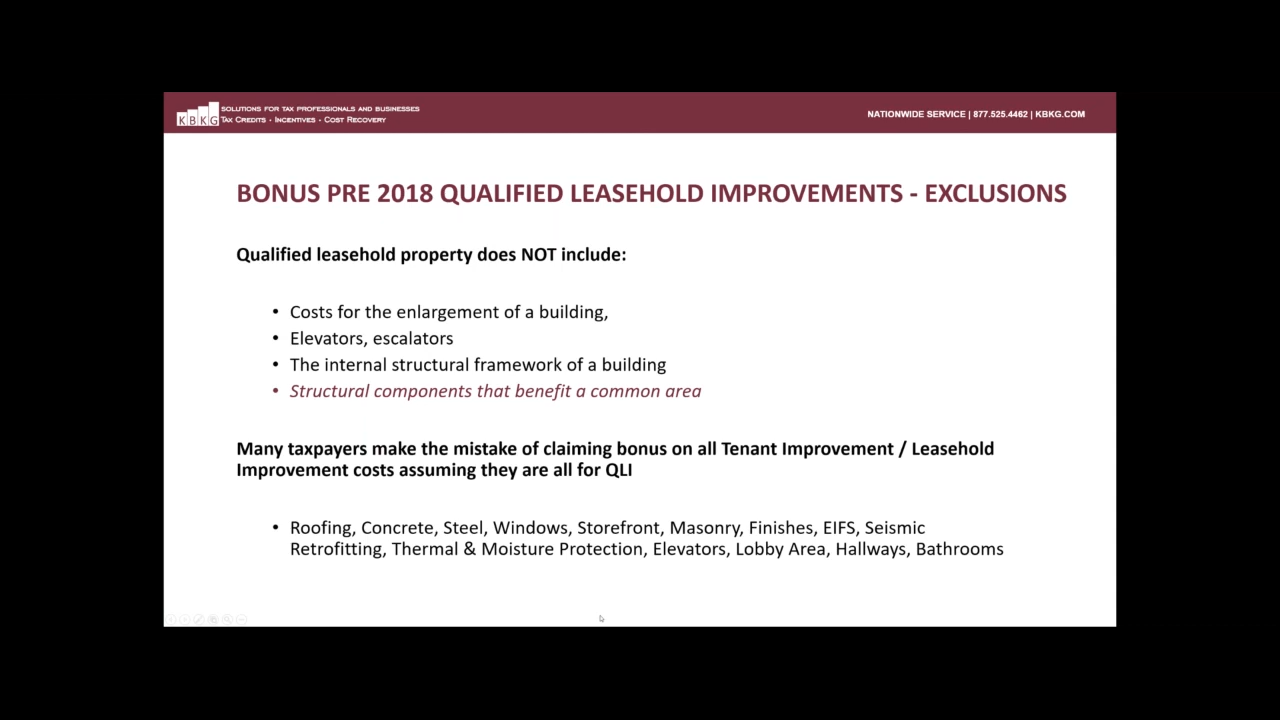 KBKG
SOLUTIONS FOR TAX PROFESSIONALS AND BUSINESSES
TAX CREDITS · INCENTIVES · COST RECOVERY
NATIONWIDE SERVICE | 877.525.4462 | KBKG.COM
BONUS PRE 2018 QUALIFIED LEASEHOLD IMPROVEMENTS - EXCLUSIONS
Qualified leasehold property does NOT include:
• Costs for the enlargement of a building,
• Elevators, escalators
• The internal structural framework of a building
• Structural components that benefit a common area
Many taxpayers make the mistake of claiming bonus on all Tenant Improvement / Leasehold
Improvement costs assuming they are all for QLI
• Roofing, Concrete, Steel, Windows, Storefront, Masonry, Finishes, EIFS, Seismic
Retrofitting, Thermal & Moisture Protection, Elevators, Lobby Area, Hallways, Bathrooms